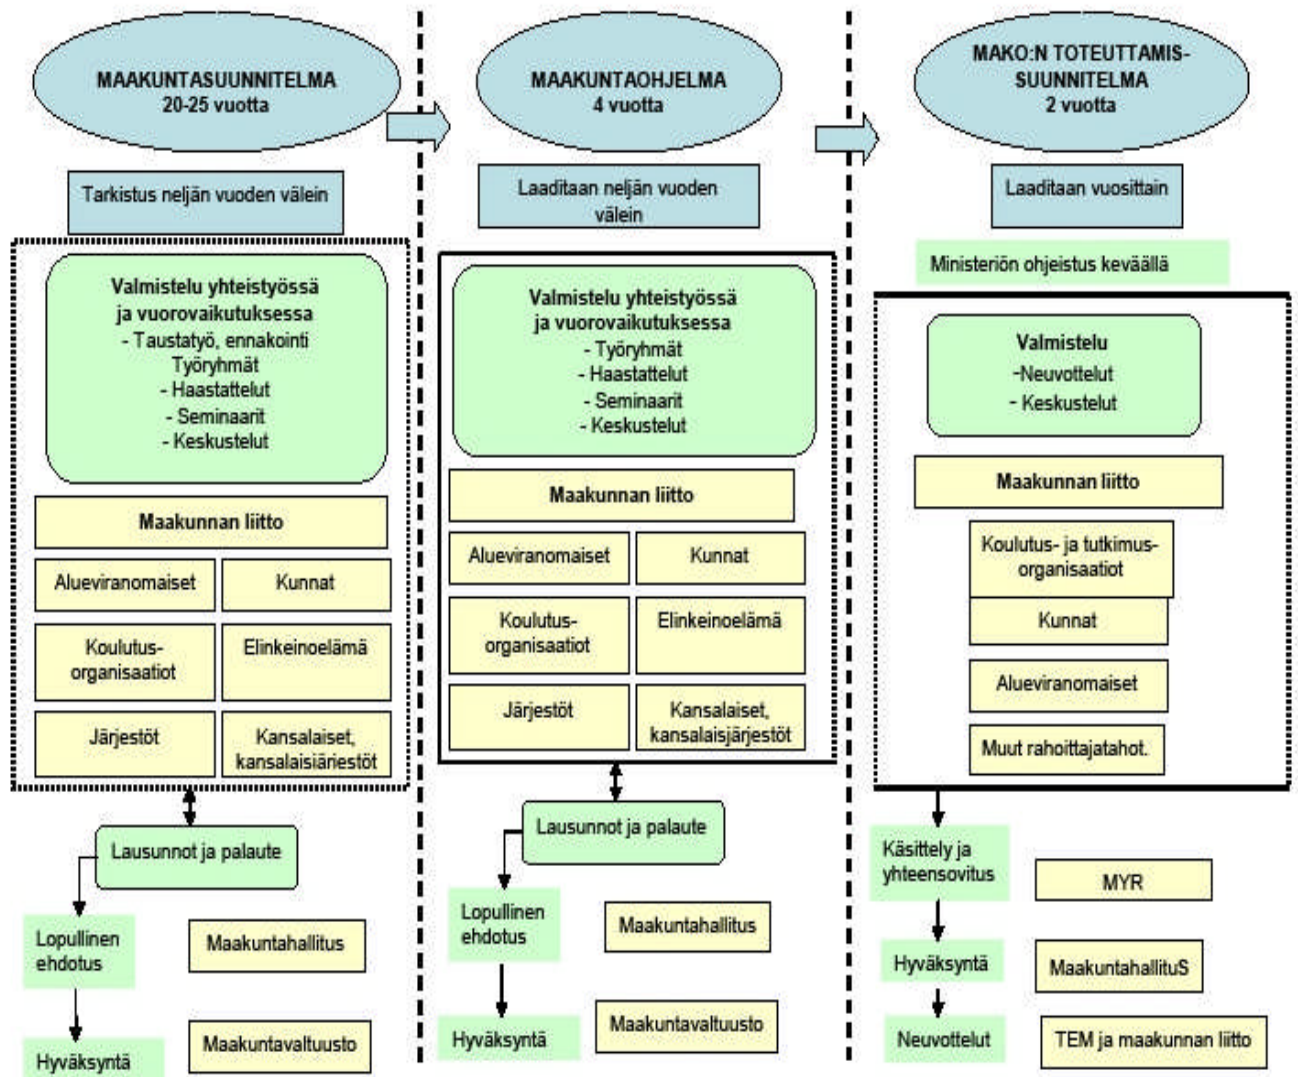 MAAKUNTASUUNNITELMA
20-25 vuotta
Tarkistus neljän vuoden välein
Valmistelu yhteistyössä
ja vuorovaikutuksessa
- Taustatyö, ennakointi
Työryhmät
- Haastattelut
- Seminaarit
- Keskustelut
Maakunnan liitto
Alueviranomaiset
Kunnat
Koulutus-
organisaatiot
Elinkeinoelämä
Järjestöt
Kansalaiset,
kansalaisjärjestöt
Lausunnot ja palaute
Lopullinen
ehdotus
Maakuntahallitus
Hyväksyntä
Maakuntavaltuusto
MAAKUNTAOHJELMA
4 vuotta
Laaditaan neljän vuoden
välein
Valmistelu yhteistyössä
ja vuorovaikutuksessa
- Työryhmät
- Haastattelut
- Seminaarit
- Keskustelut
Maakunnan liitto
Alueviranomaiset
Kunnat
Koulutus-
organisaatiot
Elinkeinoelämä
Järjestöt
Kansalaiset,
kansalaisjärjestöt
Lausunnot ja palaute
Lopullinen
ehdotus
Maakuntahallitus
Hyväksyntä
Maakuntavaltuusto
MAKO:N TOTEUTTAMIS-
SUUNNITELMA
2 vuotta
Laaditaan vuosittain
Ministeriön ohjeistus keväällä
Valmistelu
-Neuvottelut
- Keskustelut
Maakunnan liitto
Koulutus- ja tutkimus-
organisaatiot
Kunnat
Alueviranomaiset
Muut rahoittajatahot.
Käsittely ja
yhteensovitus
MYR
Hyväksyntä
MaakuntahallituS
Neuvottelut
TEM ja maakunnan liitto